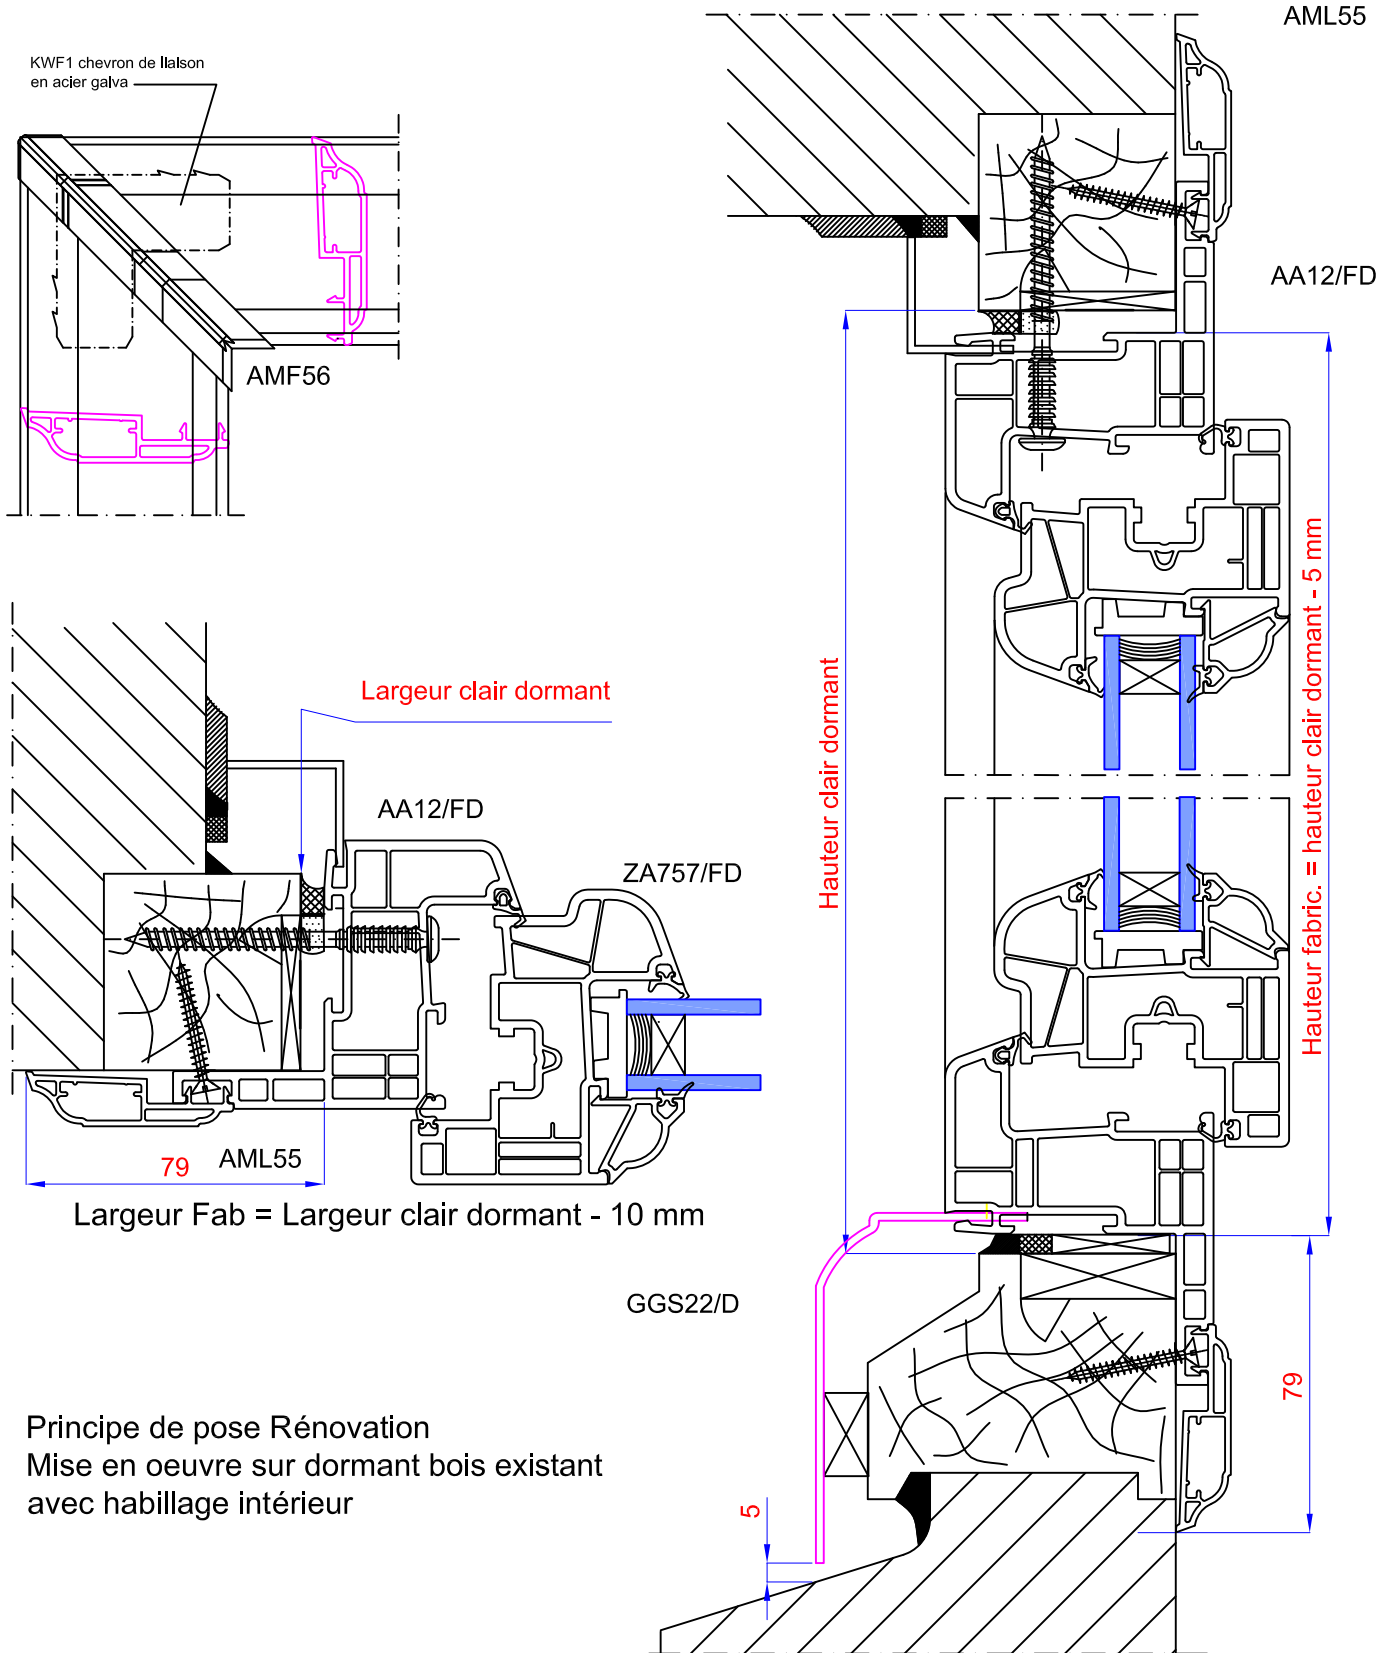 AML55
KWF1 chevron de lialson
en acier galva
AA12/FD
AMF56
Largeur clair dormant
Hauteur clair dormant
Hauteur fabric. = hauteur clair dormant - 5 mm
AA12/FD
ZA757/FD
79
AML55
Largeur Fab = Largeur clair dormant - 10 mm
GGS22/D
79
Principe de pose Rénovation
Mise en oeuvre sur dormant bois existant
avec habillage intérieur
5